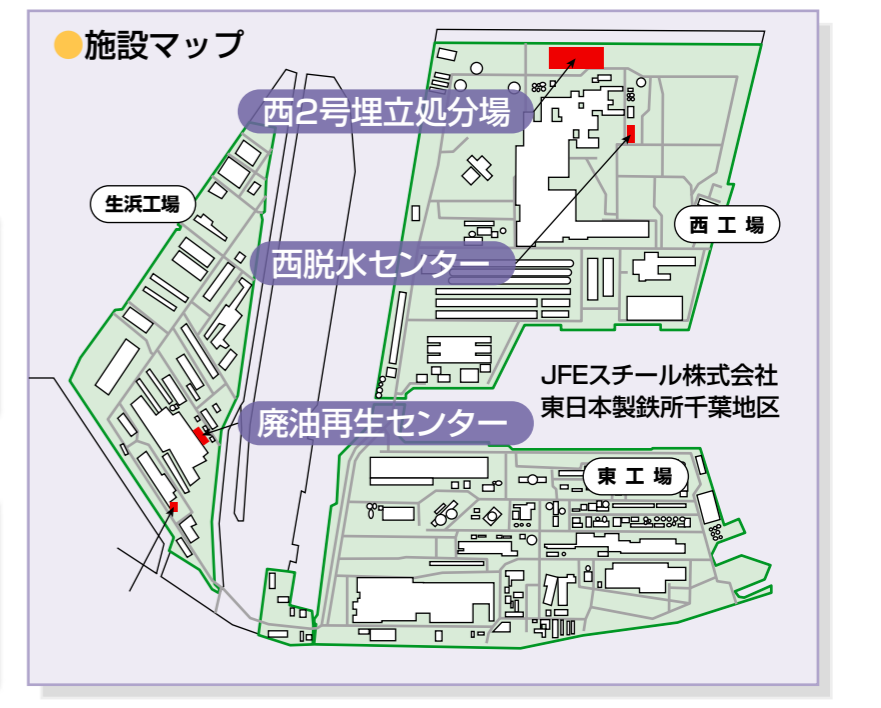 ●施設マップ
西2号埋立処分場
生浜工場
西工場
西脱水センター
JFEスチール株式会社
東日本製鉄所千葉地区
廃油再生センター
東工場